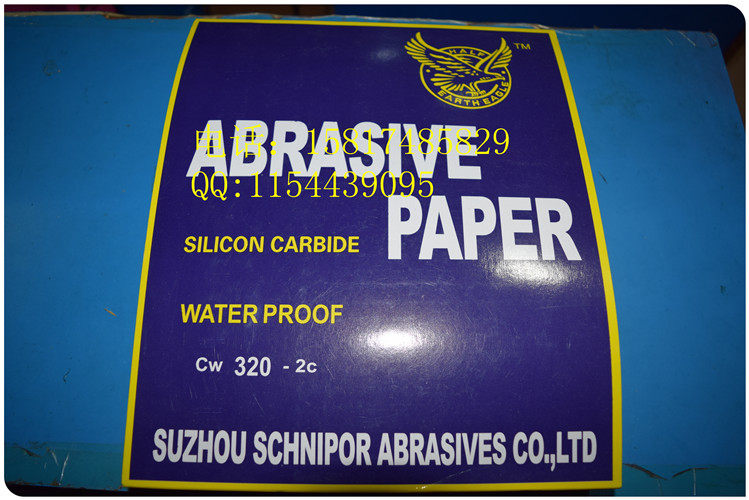 HALF
EARTH EAGLE
TM
ABRASIVE
电话: 15817485829
QQ:1154439095
PAPER
SILICON CARBIDE
WATER PROOF
Cw 320 - 2c
SUZHOU SCHNIPOR ABRASIVES CO.,LTD